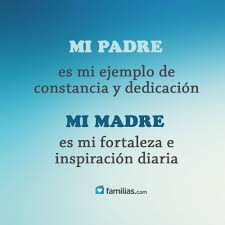 MI PADRE
es mi ejemplo de
constancia y dedicación
MI MADRE
es mi fortaleza e
inspiración diaria
familias.com